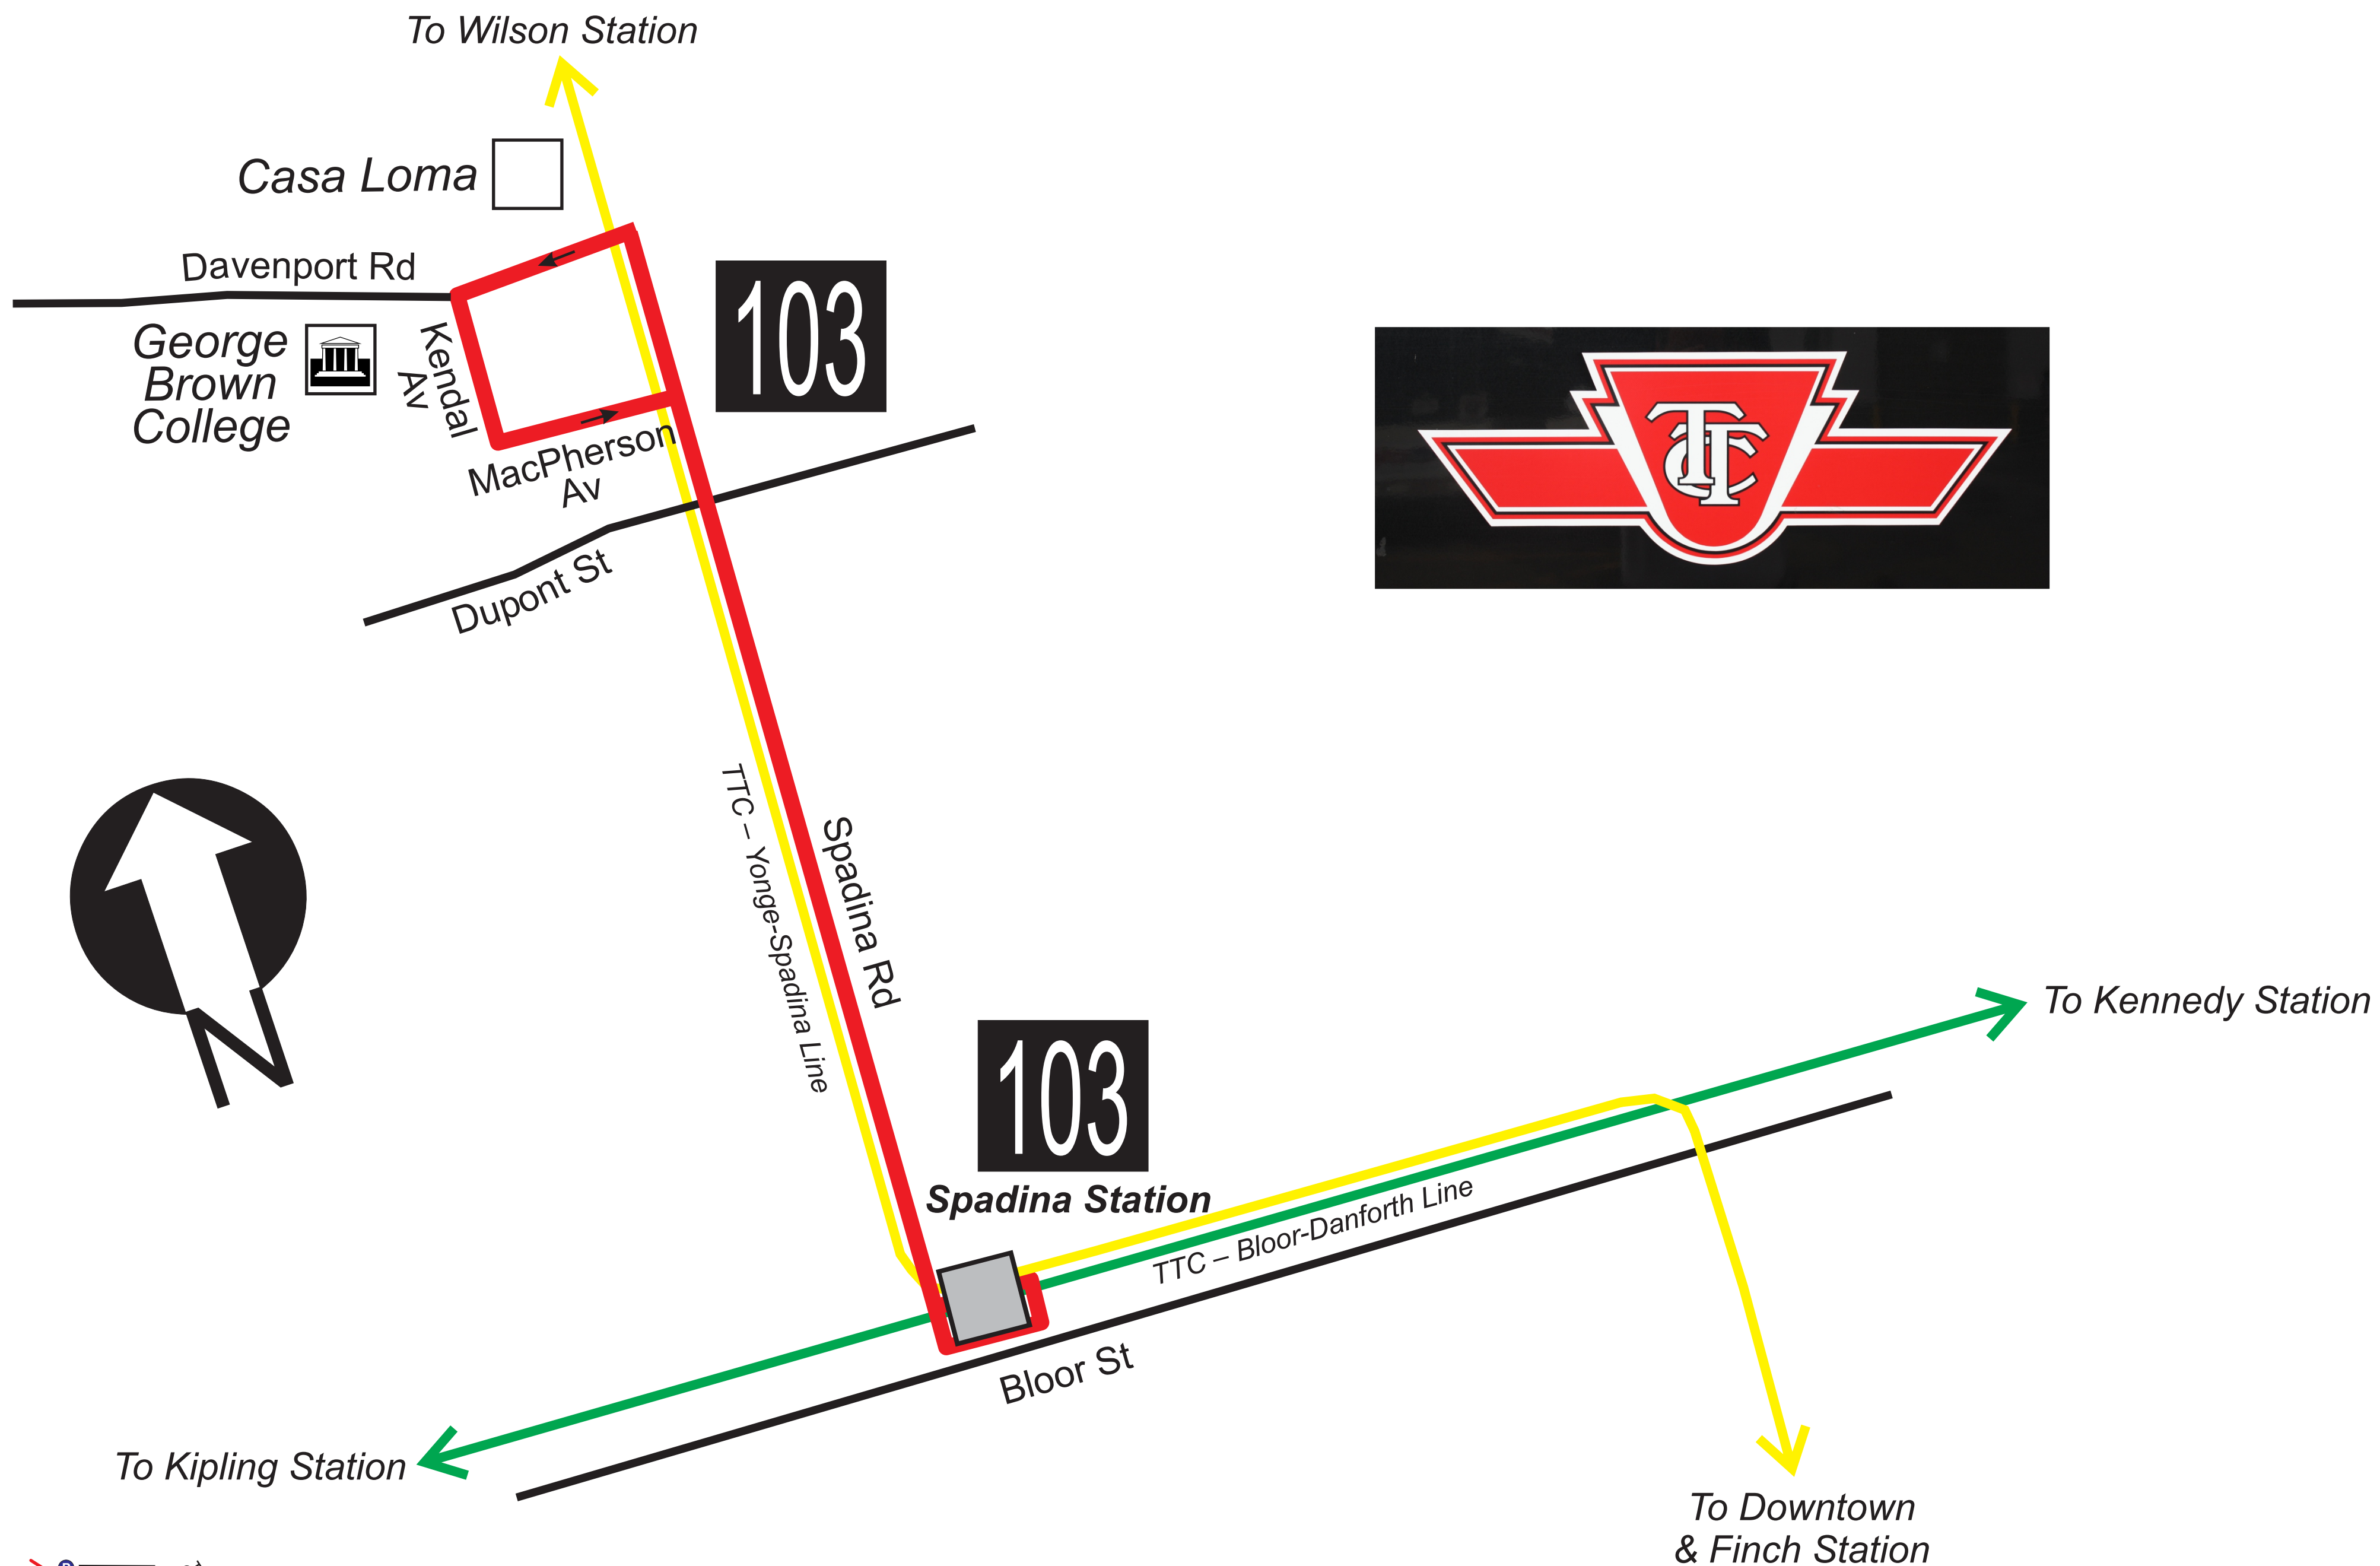 To Wilson Station
Casa Loma
Davenport Rd
103
George
Brown
College
Kendal
Av
TTC
MacPherson
Av
Dupont St
TTC – Yonge-Spadina Line
Spadina Rd
N
To Kennedy Station
103
Spadina Station
TTC – Bloor-Danforth Line
Bloor St
To Kipling Station
To Downtown
& Finch Station